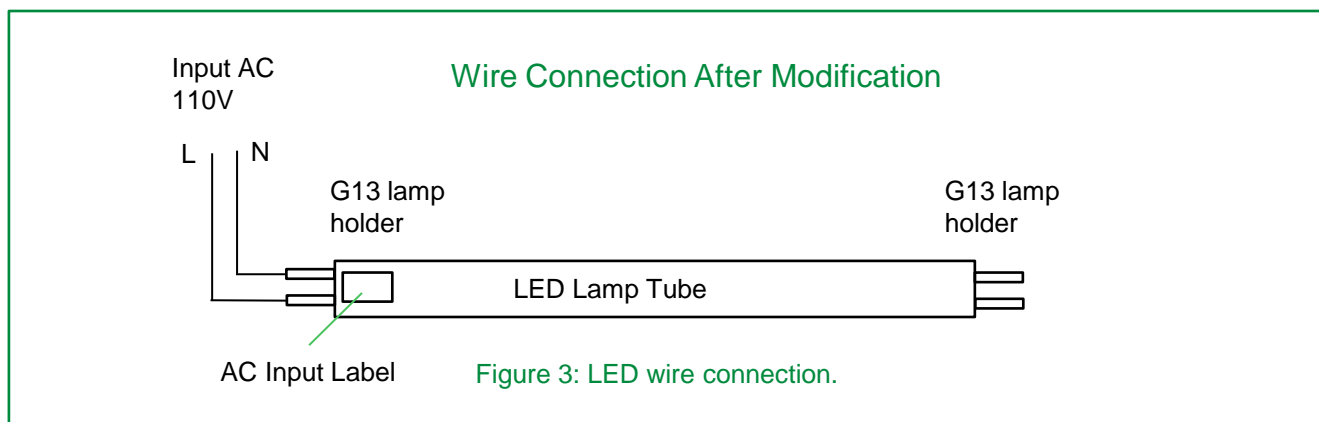 Input AC
110V
Wire Connection After Modification
L
N
G13 lamp
holder
G13 lamp
holder
LED Lamp Tube
AC Input Label
Figure 3: LED wire connection.